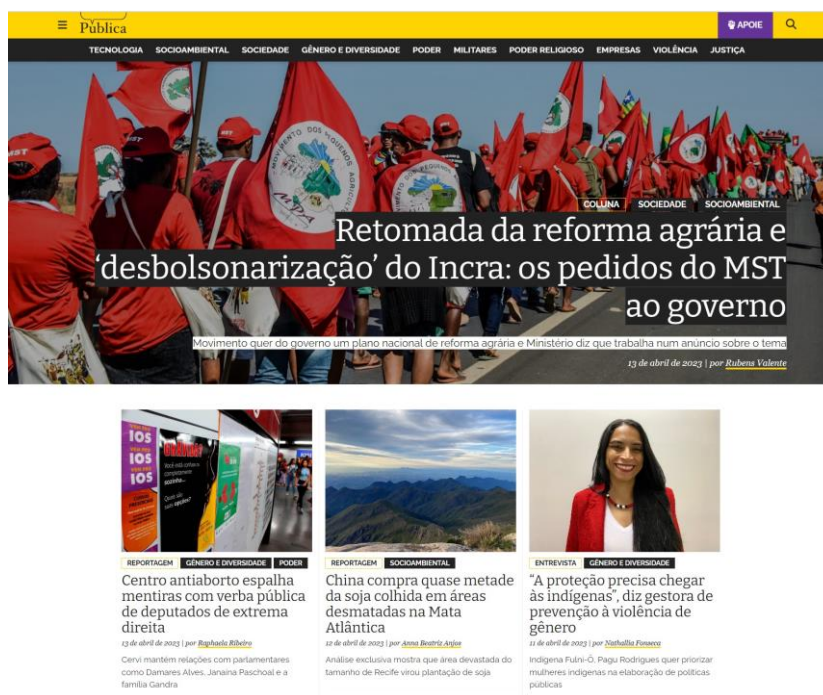 Pública
APOIE
TECNOLOGIA SOCIOAMBIENTAL SOCIEDADE GÊNERO E DIVERSIDADE PODER MILITARES PODER RELIGIOSO EMPRESAS VIOLÊNCIA JUSTIÇA
MST
MST
COLUNA SOCIEDADE SOCIOAMBIENTAL
Retomada da reforma agrária e
‘desbolsonarização’ do Incra: os pedidos do MST
ao governo
Movimento quer do governo um plano nacional de reforma agrária e Ministério diz que trabalha num anúncio sobre o tema
13 de abril de 2023 | por Rubens Valente
IOS
IOS
IOS
REPORTAGEM GÊNERO E DIVERSIDADE PODER
Centro antiaborto espalha
mentiras com verba pública
de deputados de extrema
direita
13 de abril de 2023 | por Raphaela Ribeiro
Cervi mantém relações com parlamentares
como Damares Alves, Janaina Paschoal e a
família Gandra
REPORTAGEM SOCIOAMBIENTAL
China compra quase metade
da soja colhida em áreas
desmatadas na Mata
Atlântica
12 de abril de 2023 | por Anna Beatriz Anjos
Análise exclusiva mostra que área devastada do
tamanho de Recife virou plantação de soja
ENTREVISTA GÊNERO E DIVERSIDADE
“A proteção precisa chegar
às indígenas”, diz gestora de
prevenção à violência de
gênero
11 de abril de 2023 | por Nathallia Fonseca
Indígena Fulni-Ô, Pagu Rodrigues quer priorizar
mulheres indígenas na elaboração de políticas
públicas